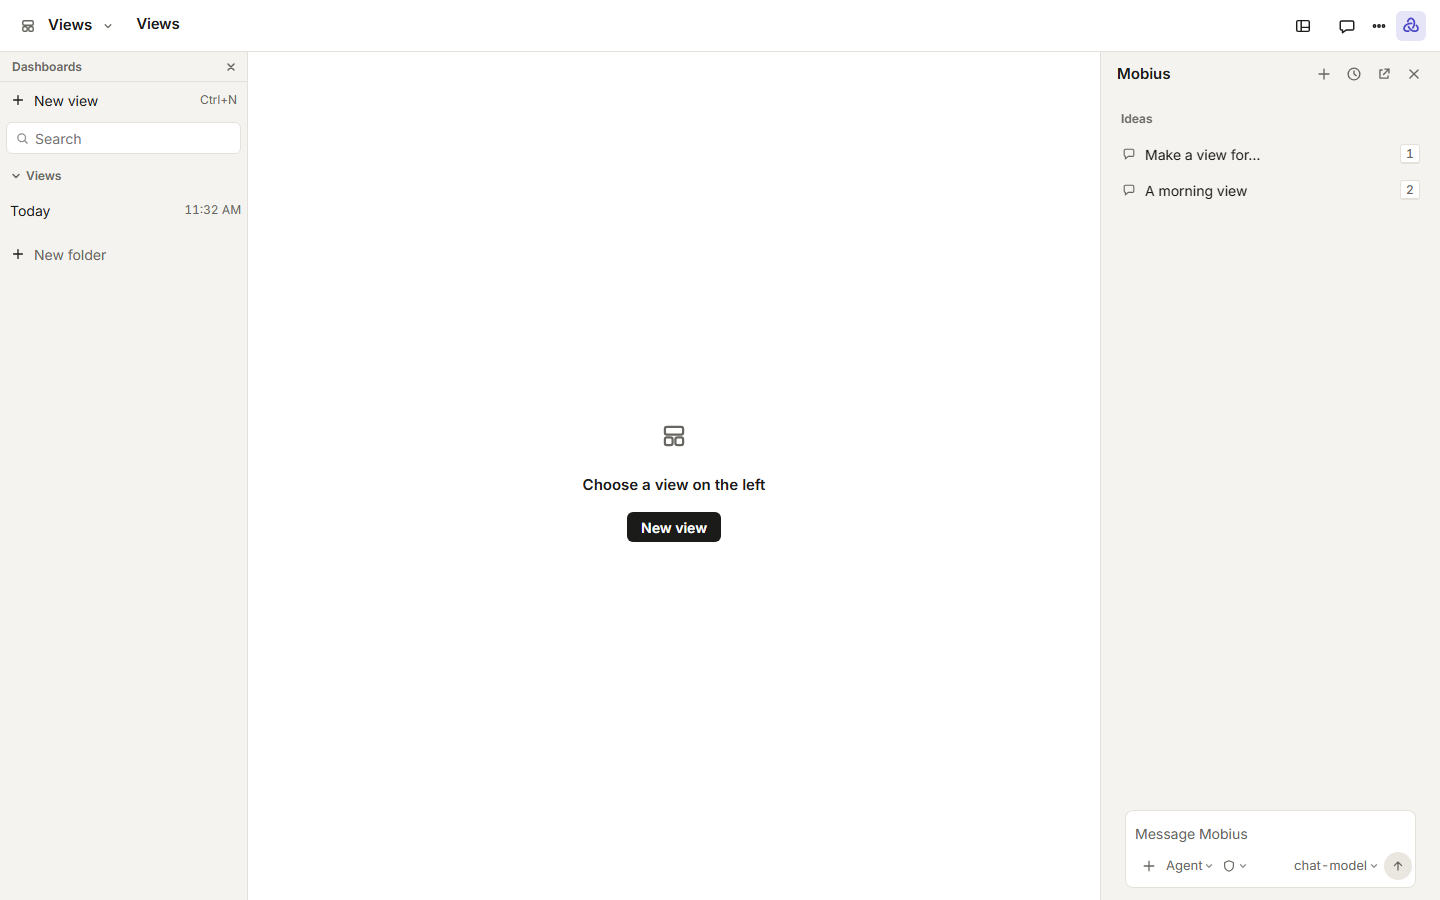 Views
Views
Dashboards
New view
Ctrl+N
Search
Views
Today
11:32 AM
New folder
Choose a view on the left
New view
Mobius
Ideas
Make a view for...
1
A morning view
2
Message Mobius
Agent
chat-model